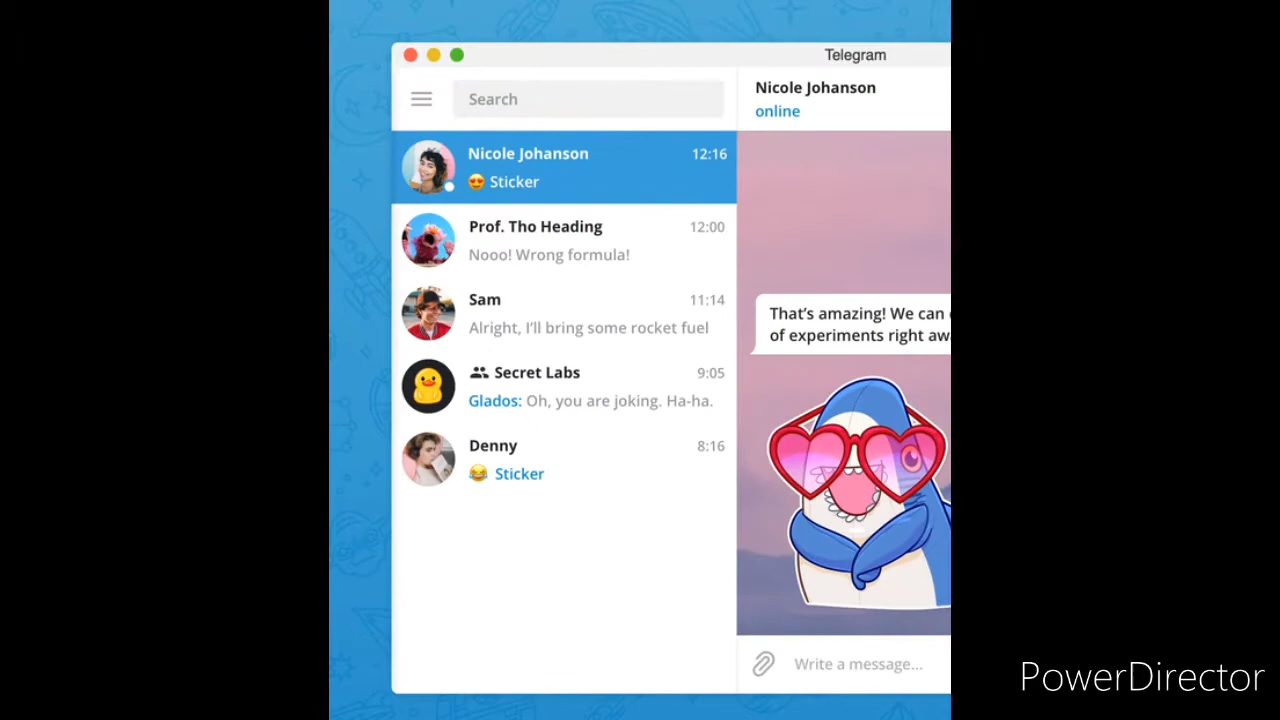 Telegram
Search
Nicole Johanson
online
Nicole Johanson 12:16
😍 Sticker
Prof. Tho Heading 12:00
Nooo! Wrong formula!
Sam 11:14
Alright, I'll bring some rocket fuel
Secret Labs 9:05
Glados: Oh, you are joking. Ha-ha.
Denny 8:16
😂 Sticker
That's amazing! We can
of experiments right
Write a message...
PowerDirector